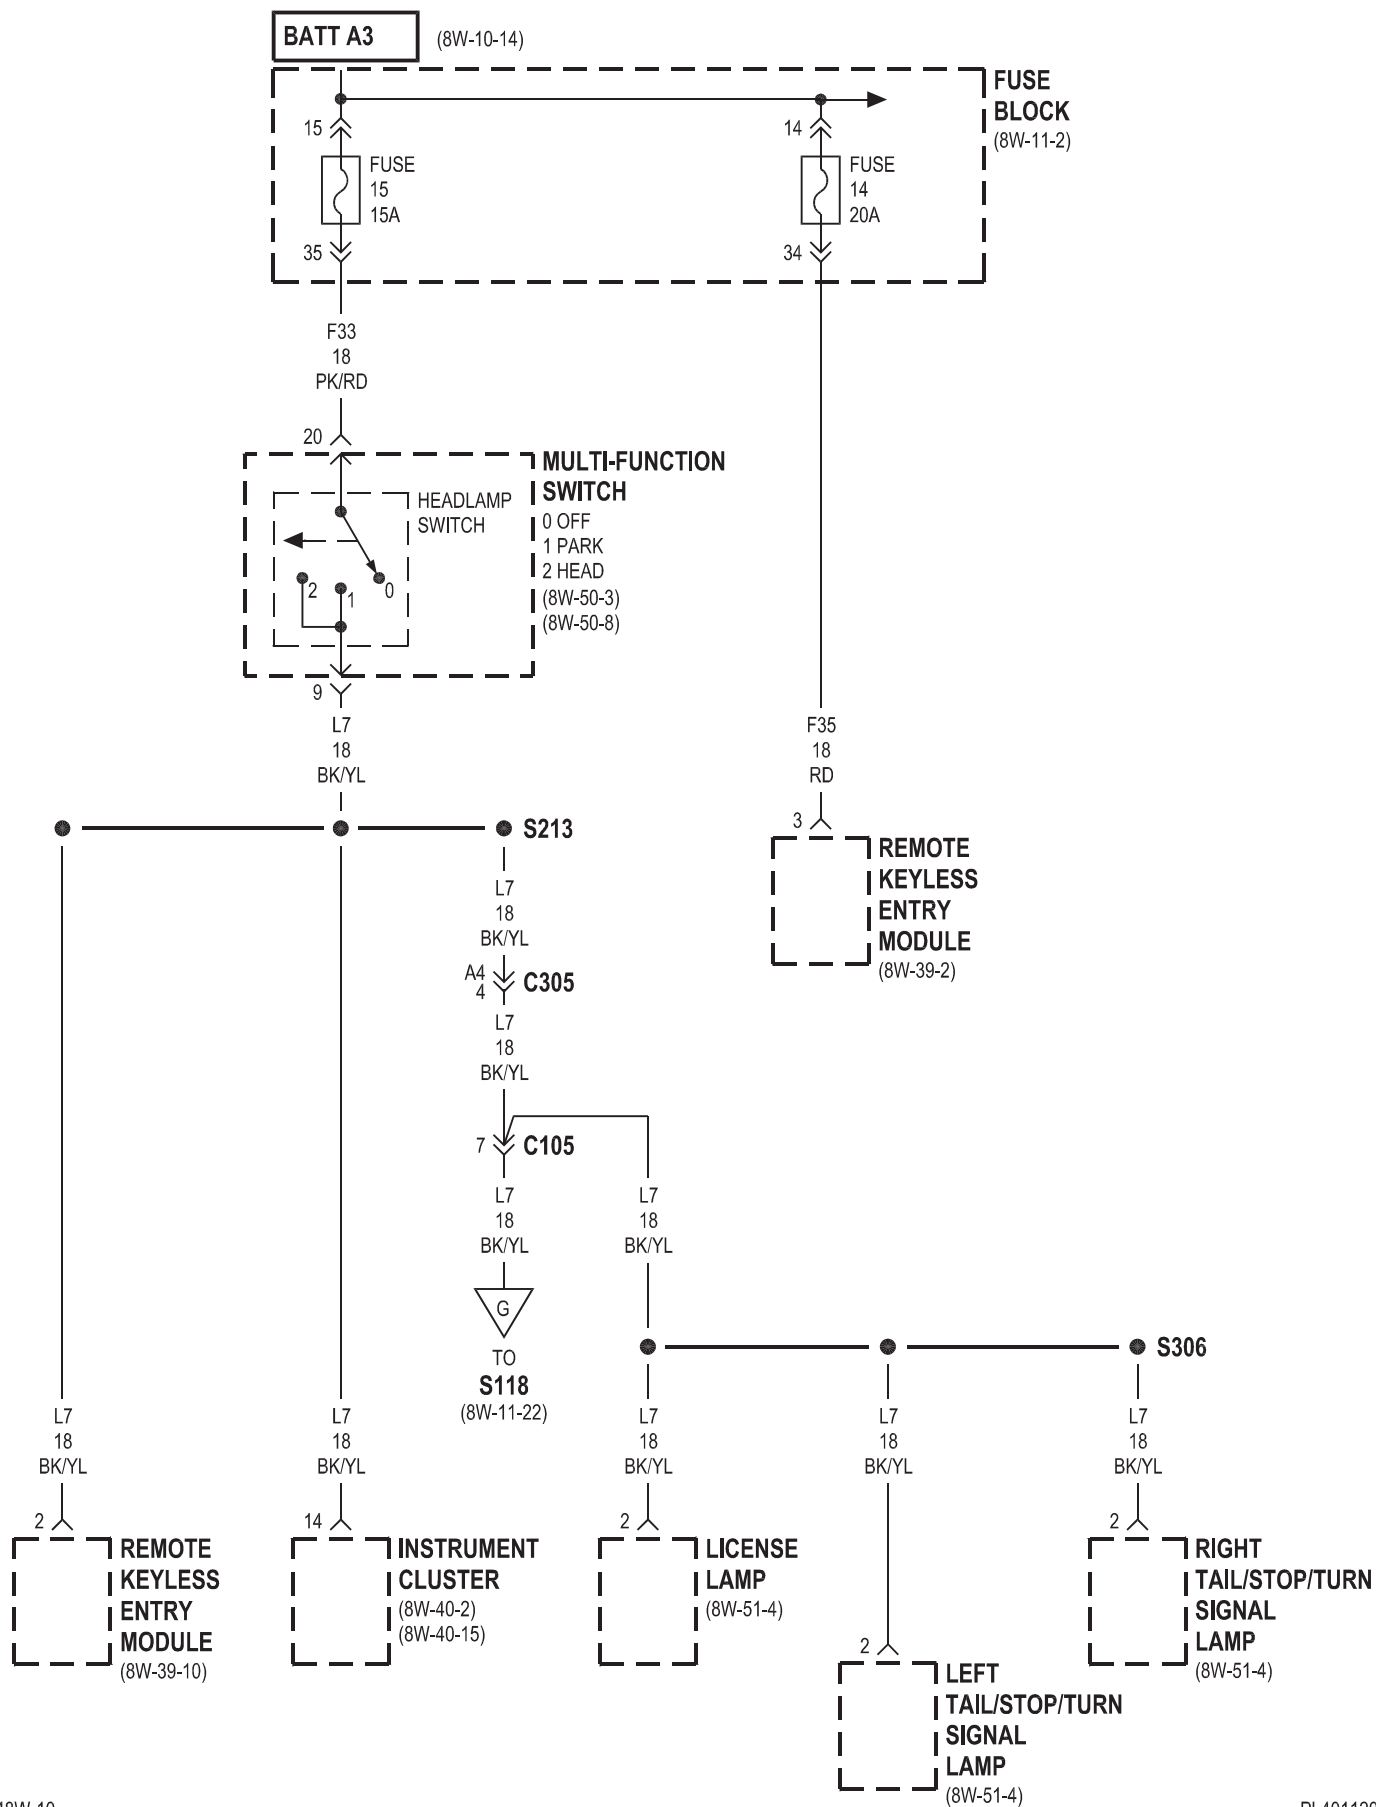 BATT A3
(8W-10-14)
FUSE
BLOCK
(8W-11-2)
15
14
FUSE
15
15A
FUSE
14
20A
35
34
F33
18
PK/RD
20
MULTI-FUNCTION
SWITCH
0 OFF
1 PARK
2 HEAD
(8W-50-3)
(8W-50-8)
HEADLAMP
SWITCH
2
1
0
9
L7
18
BK/YL
F35
18
RD
S213
3
REMOTE
KEYLESS
ENTRY
MODULE
(8W-39-2)
L7
18
BK/YL
A4
4
C305
L7
18
BK/YL
7
C105
L7
18
BK/YL
L7
18
BK/YL
G
TO
S118
(8W-11-22)
S306
L7
18
BK/YL
L7
18
BK/YL
L7
18
BK/YL
L7
18
BK/YL
L7
18
BK/YL
2
REMOTE
KEYLESS
ENTRY
MODULE
(8W-39-10)
14
INSTRUMENT
CLUSTER
(8W-40-2)
(8W-40-15)
2
LICENSE
LAMP
(8W-51-4)
2
LEFT
TAIL/STOP/TURN
SIGNAL
LAMP
(8W-51-4)
2
RIGHT
TAIL/STOP/TURN
SIGNAL
LAMP
(8W-51-4)